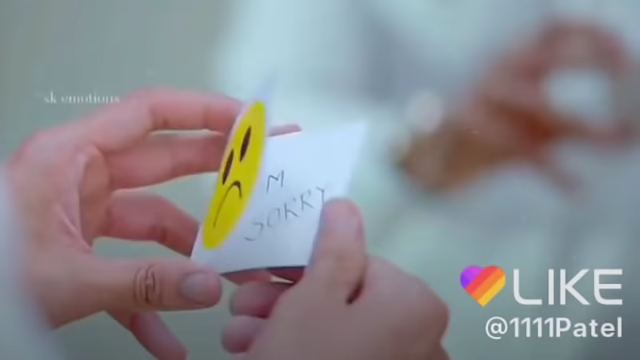 sk emotions
M
SORRY
LIKE
@1111Patel